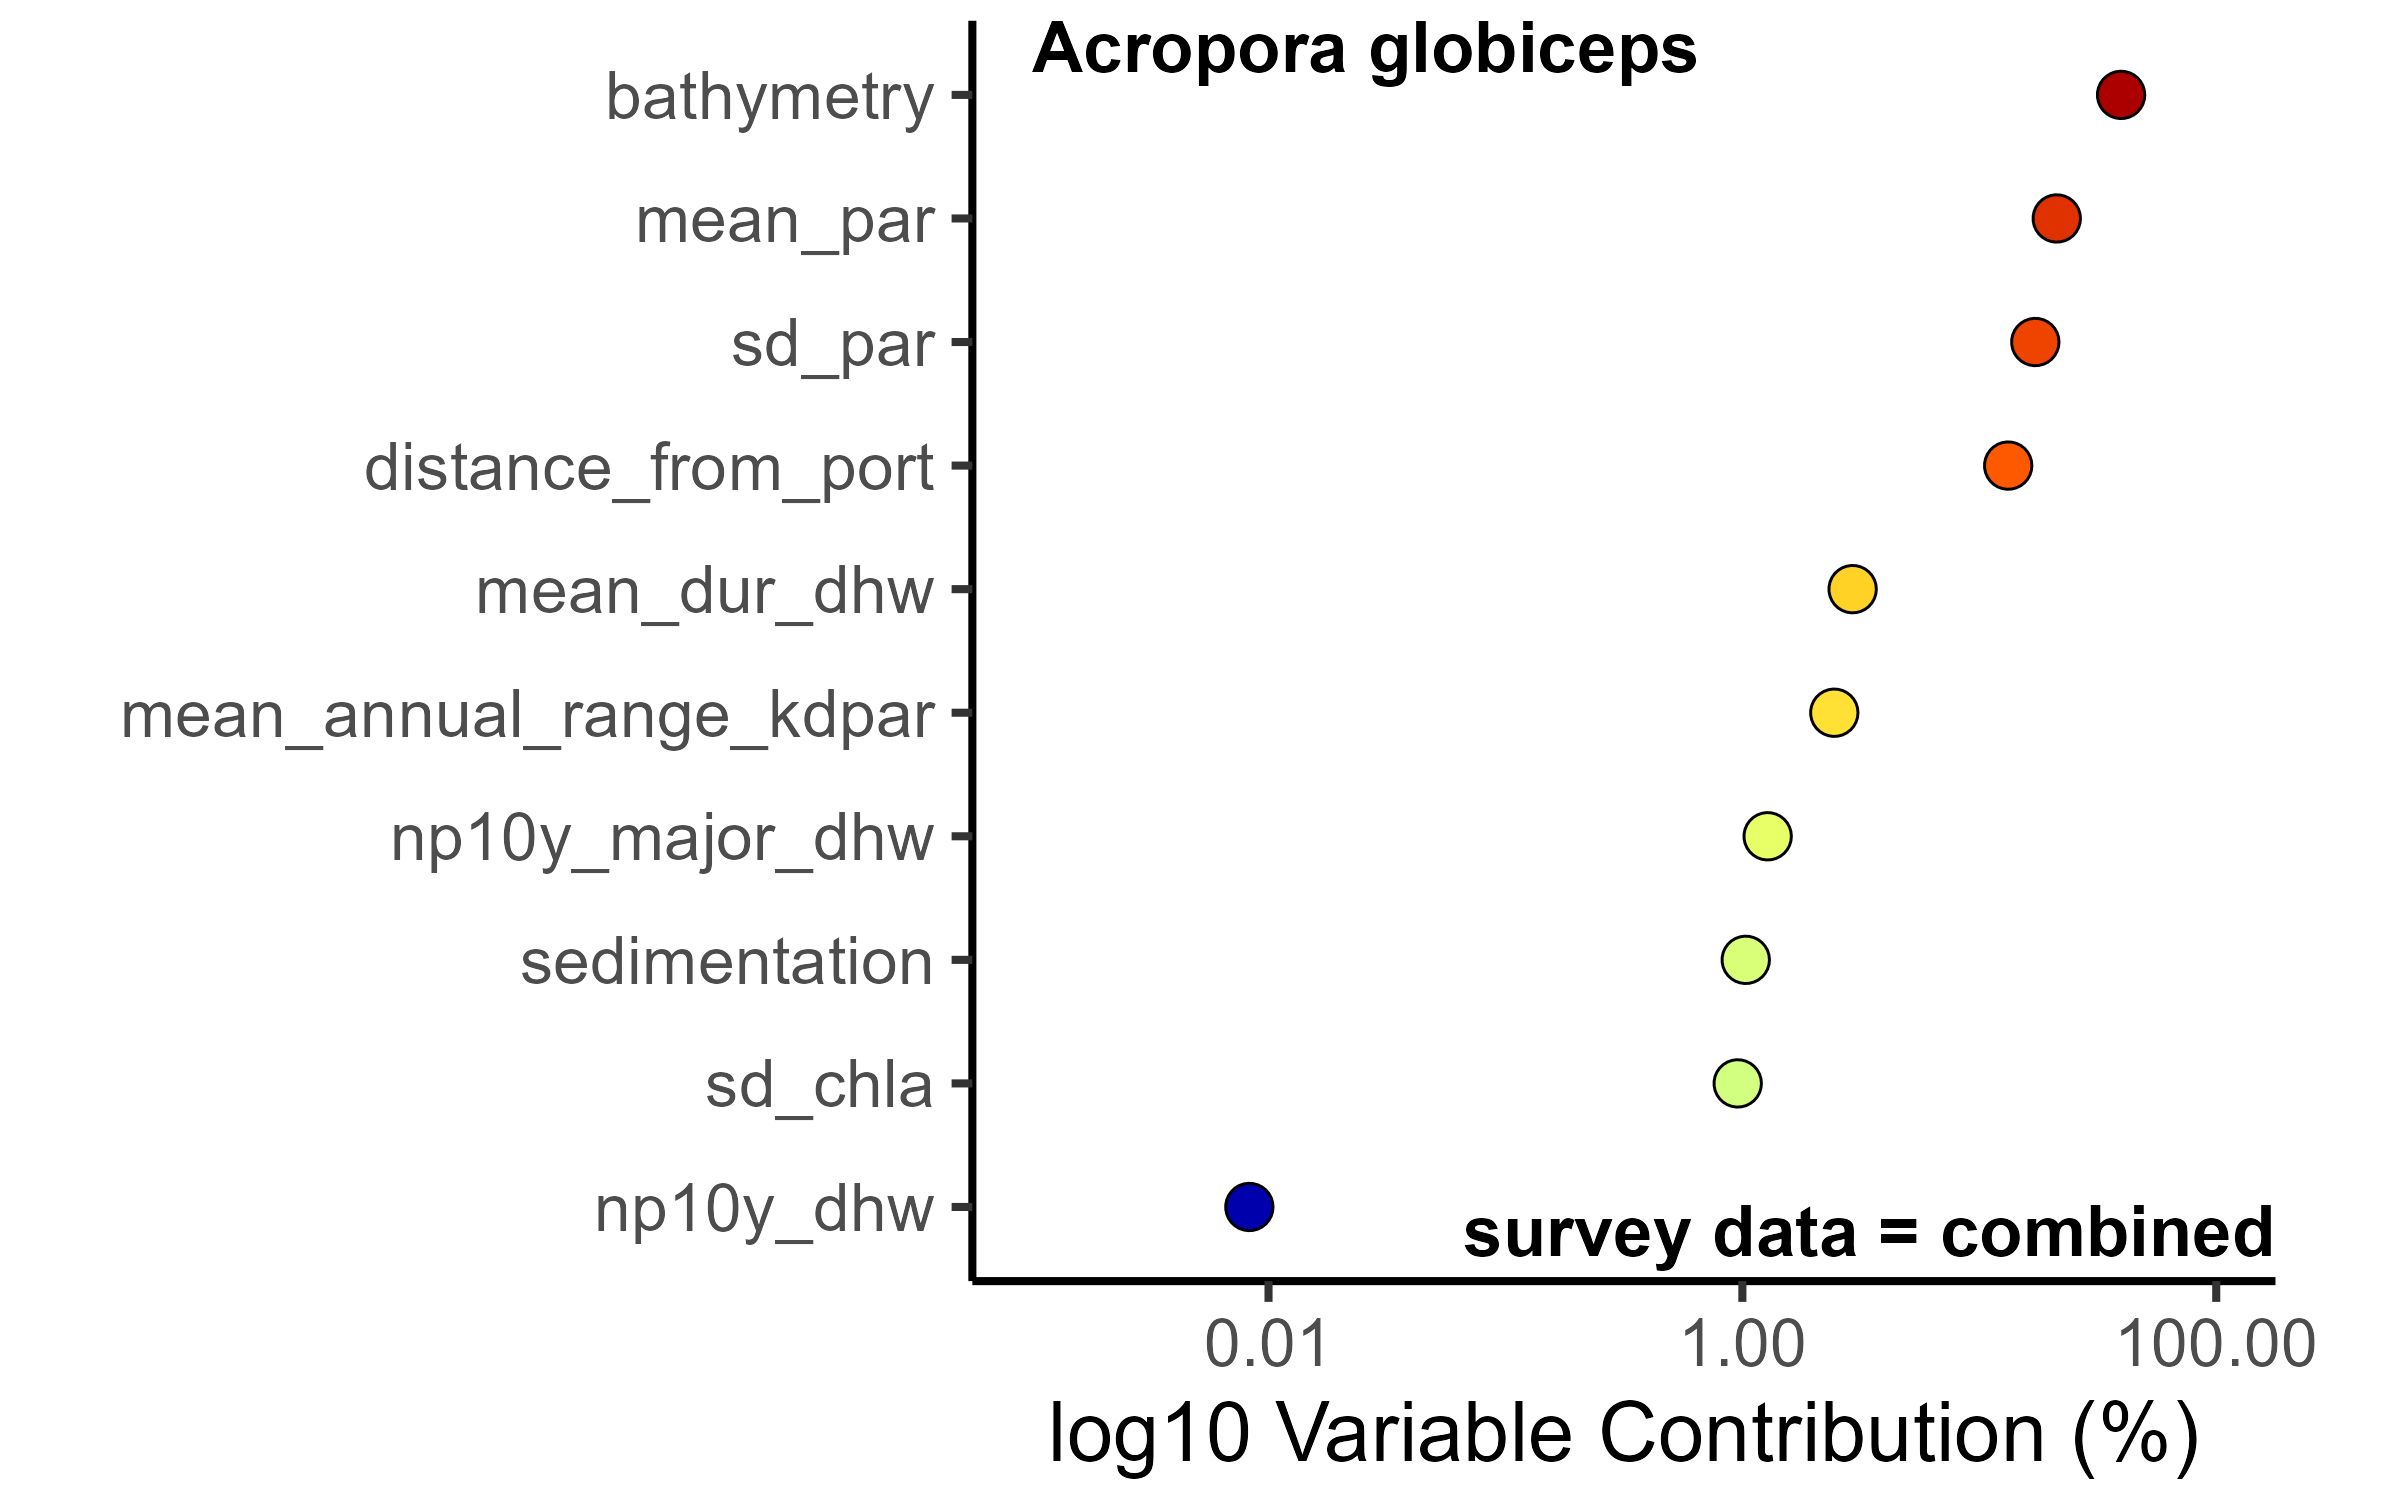 Acropora globiceps
bathymetry
mean_par
sd_par
distance_from_port
mean_dur_dhw
mean_annual_range_kdpar
np10y_major_dhw
sedimentation
sd_chla
np10y_dhw
survey data = combined
0.01 1.00 100.00
log10 Variable Contribution (%)